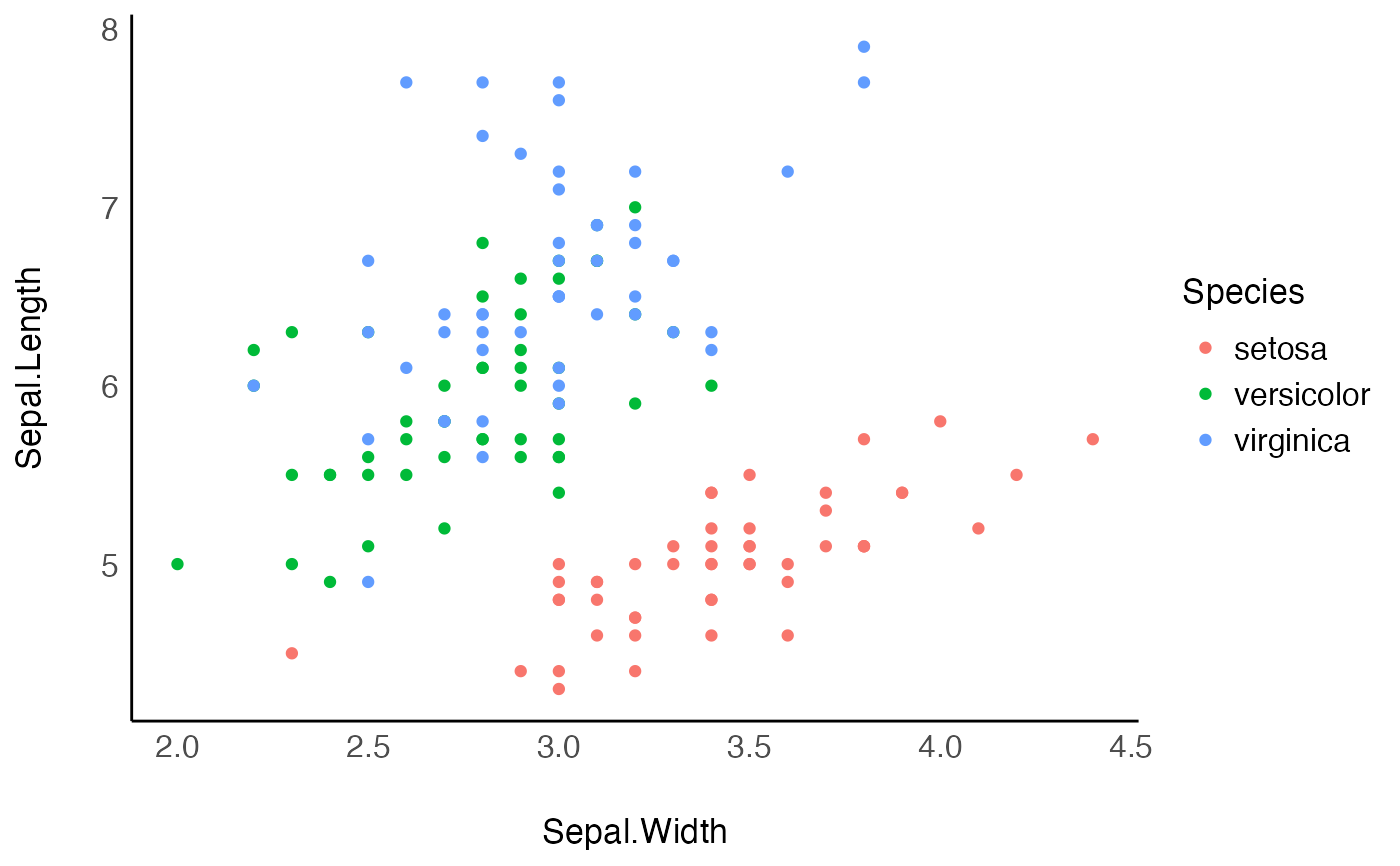 Sepal.Length
8
7
6
5
2.0 2.5 3.0 3.5 4.0 4.5
Sepal.Width
Species
setosa
versicolor
virginica